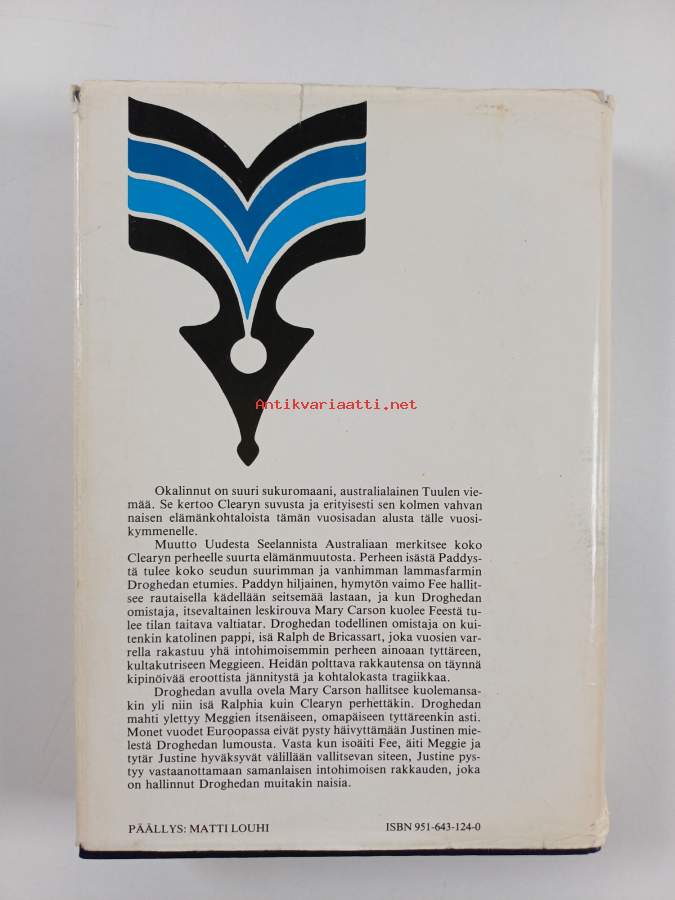 Antikvariaatti.net
Okalinnut on suuri sukuromaani, australialainen Tuulen vie-
mää. Se kertoo Clearyn suvusta ja erityisesti sen kolmen vahvan
naisen elämänkohtaloista tämän vuosisadan alusta tälle vuosi-
kymmenelle.
Muutto Uudesta Seelannista Australiaan merkitsee koko
Clearyn perheelle suurta elämänmuutosta. Perheen isästä Paddys-
tä tulee koko seudun suurimman ja vanhimman lammasfarmin
Droghedan etumies. Paddyn hiljainen, hymytön vaimo Fee hallit-
see rautaisella kädellään seitsemää lastaan, ja kun Droghedan
omistaja, itsevaltainen leskirouva Mary Carson kuolee Feestä tu-
lee tilan taitava valtiatar. Droghedan todellinen omistaja on kui-
tenkin katolinen pappi, isä Ralph de Bricassart, joka vuosien var-
rella rakastuu yhä intohimoisemmin perheen ainoaan tyttäreen,
kultakutriseen Meggieen. Heidän polttava rakkautensa on täynnä
kipinöivää eroottista jännitystä ja kohtalokasta tragiikkaa.
Droghedan avulla ovela Mary Carson hallitsee kuolemansa-
kin yli niin isä Ralphia kuin Clearyn perhettäkin. Droghedan
mahti ylettyy Meggien itsenäiseen, omapäiseen tyttäreenkin asti.
Monet vuodet Euroopassa eivät pysty häivyttämään Justinen mie-
lestä Droghedan lumousta. Vasta kun isoäiti Fee, äiti Meggie ja
tytär Justine hyväksyvät välillään vallitsevan siteen, Justine pys-
tyy vastaanottamaan samanlaisen intohimoisen rakkauden, joka
on hallinnut Droghedan muitakin naisia.
PÄÄLLYS: MATTI LOUHI ISBN 951-643-124-0